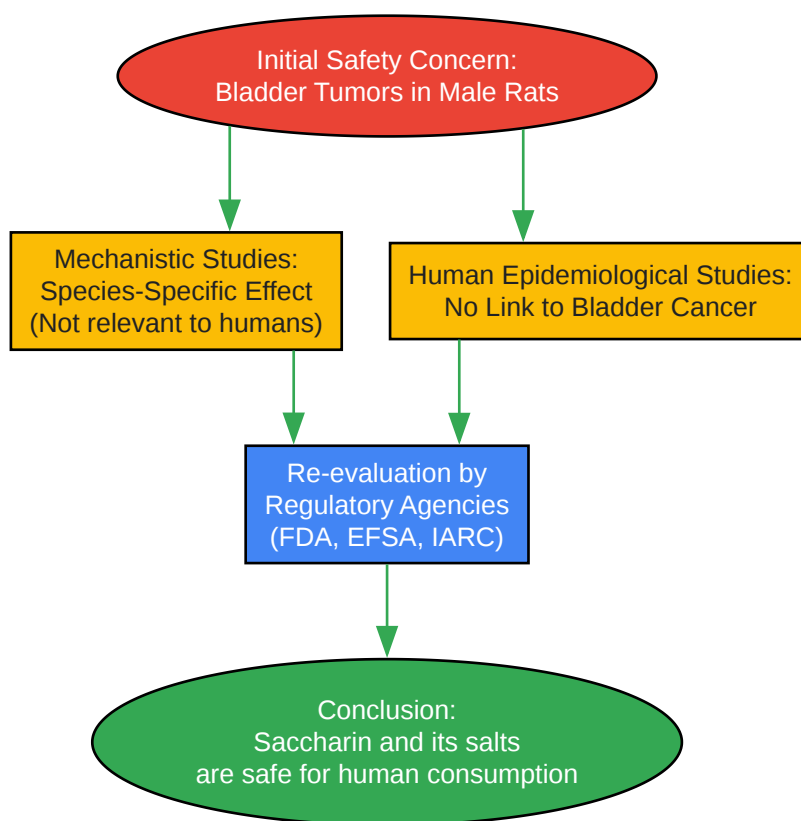 Initial Safety Concern:
Bladder Tumors in Male Rats
Mechanistic Studies:
Species-Specific Effect
(Not relevant to humans)
Human Epidemiological Studies:
No Link to Bladder Cancer
Re-evaluation by
Regulatory Agencies
(FDA, EFSA, IARC)
Conclusion:
Saccharin and its salts
are safe for human consumption